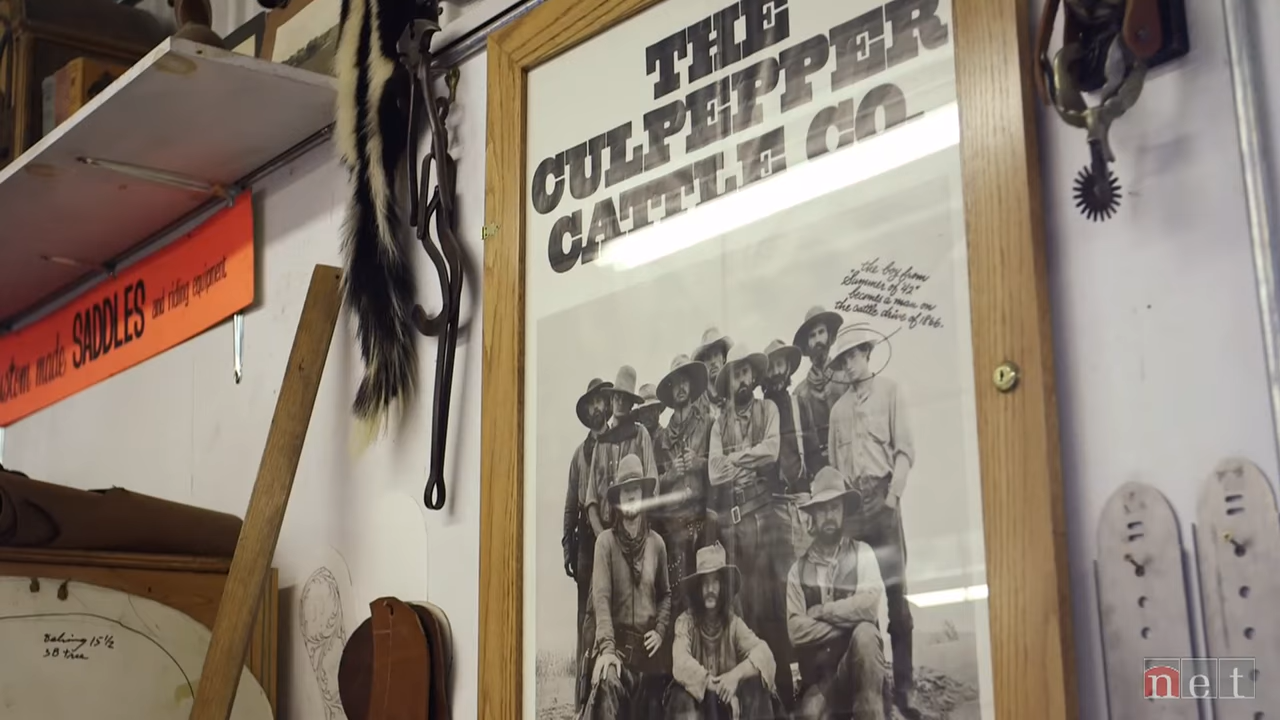 THE
CULPEPPER
CATTLE CO.
the boy from
"Summer of '42"
becomes a man on
the cattle drive of 1866.
custom made SADDLES and riding equipment
Behring 15 1/2
3B tree
net